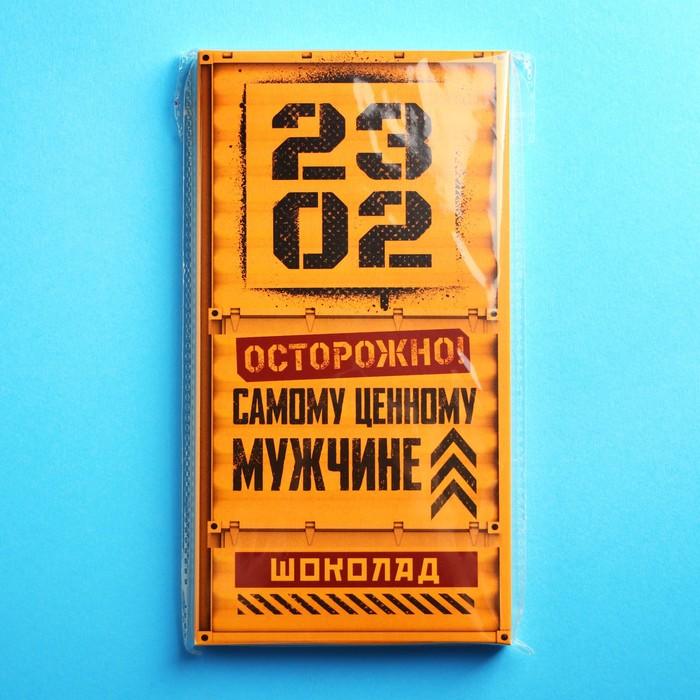 23
02
ОСТОРОЖНО!
САМОМУ ЦЕННОМУ
МУЖЧИНЕ
ШОКОЛАД